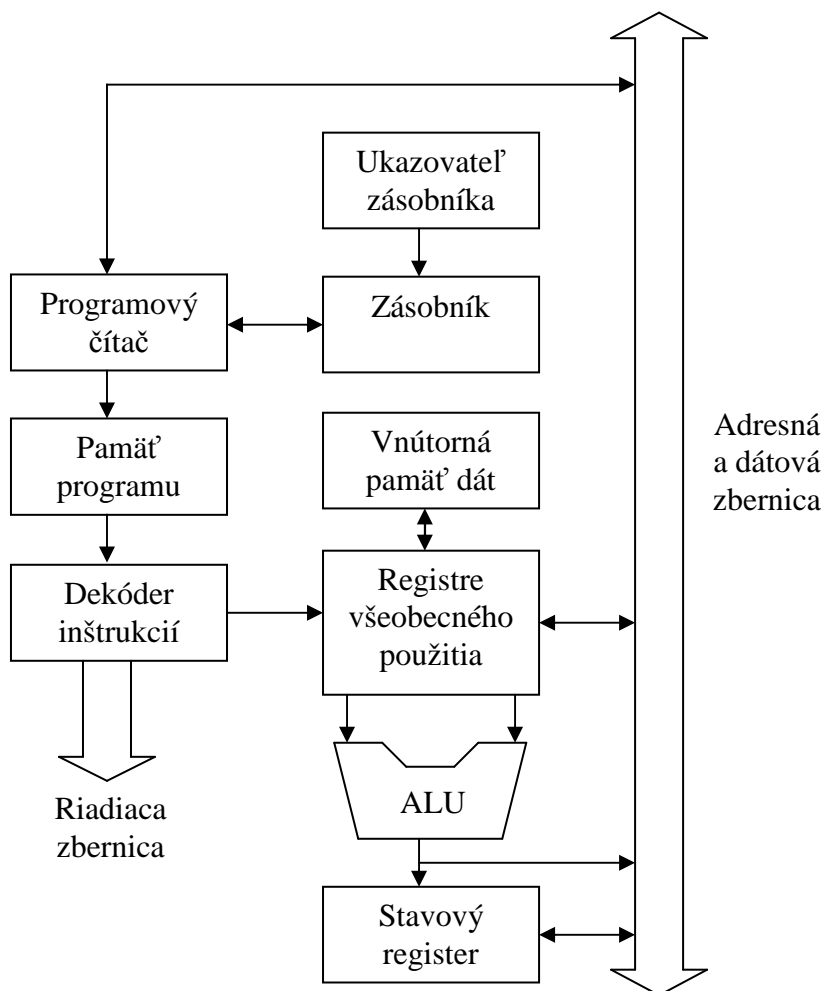 Ukazovateľ
zásobníka
Programový
čítač
Zásobník
Pamäť
programu
Vnútorná
pamäť dát
Adresná
a dátová
zbernica
Dekóder
inštrukcií
Registre
všeobecného
použitia
ALU
Riadiaca
zbernica
Stavový
register